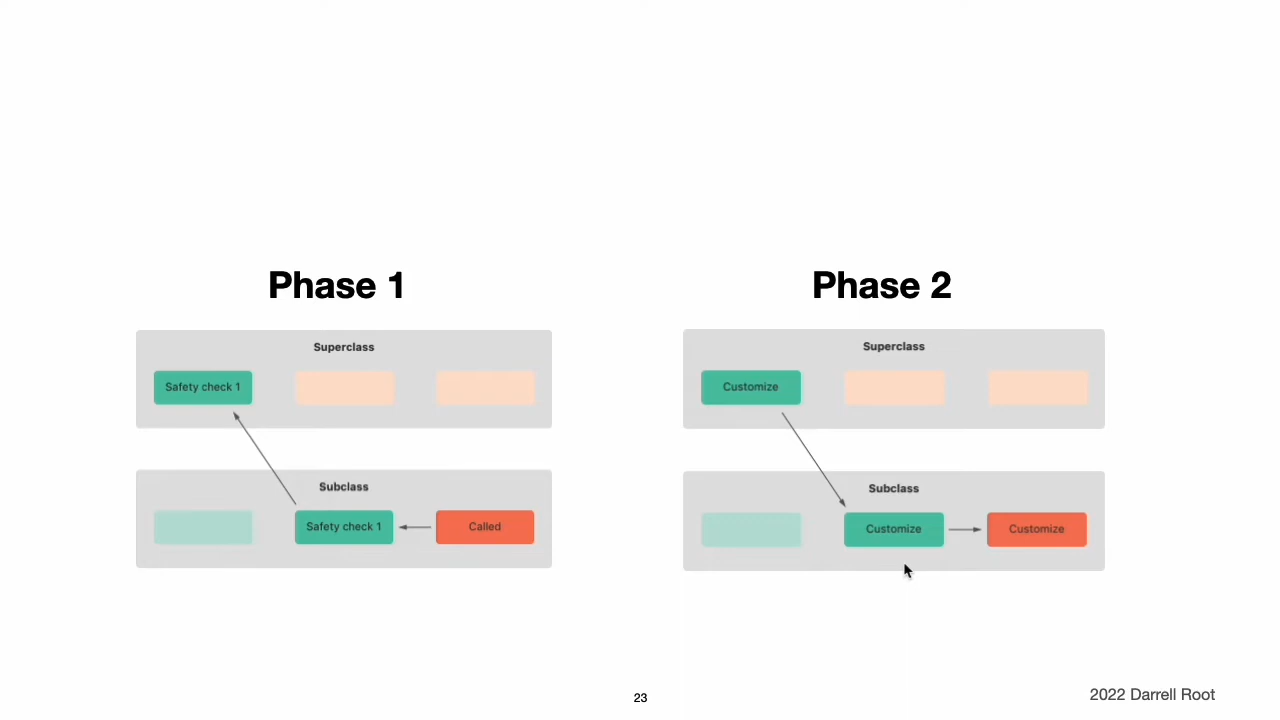 Phase 1
Superclass
Safety check 1
Subclass
Safety check 1
Called
Phase 2
Superclass
Customize
Subclass
Customize
Customize
23
2022 Darrell Root